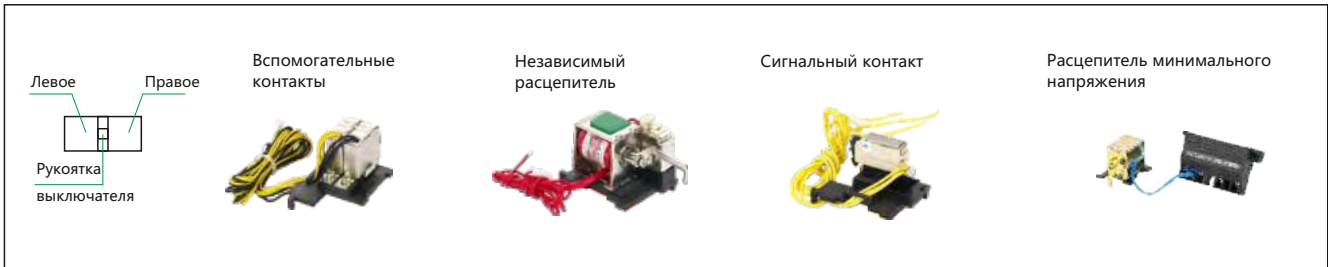 Левое
Правое
Рукоятка
выключателя
Вспомогательные
контакты
Независимый
расцепитель
Сигнальный контакт
Расцепитель минимального
напряжения